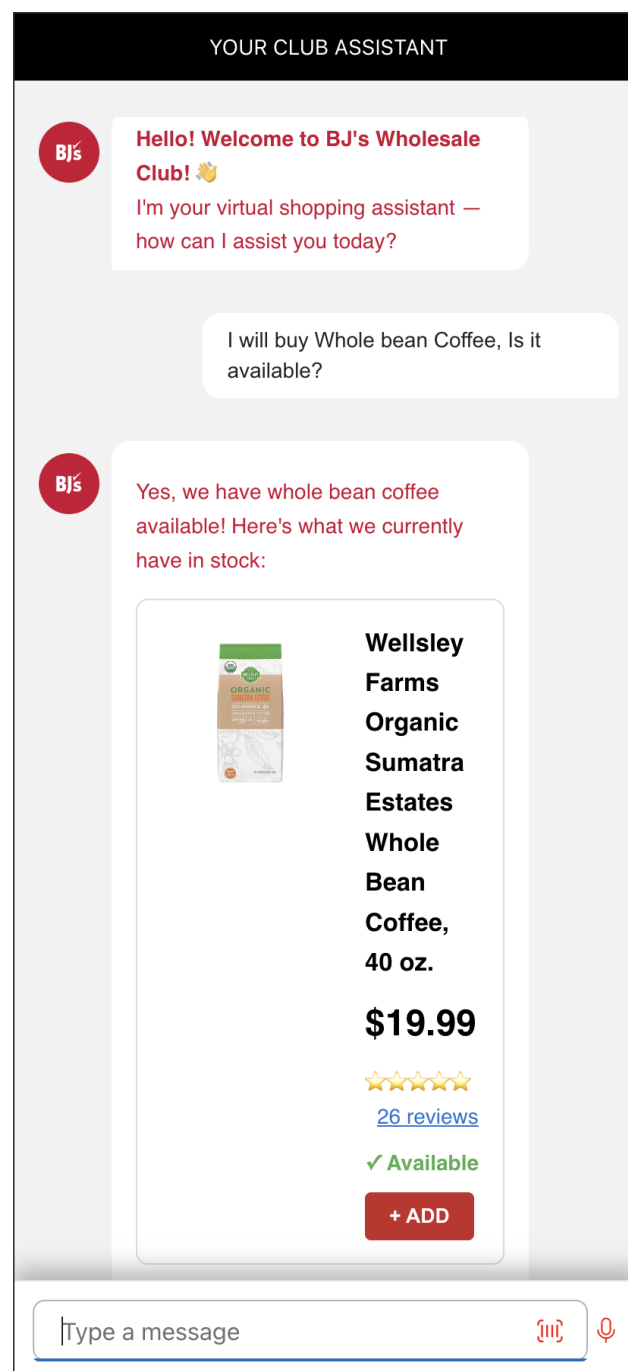 YOUR CLUB ASSISTANT
BJ's
Hello! Welcome to BJ's Wholesale
Club! 👋
I'm your virtual shopping assistant —
how can I assist you today?
I will buy Whole bean Coffee, Is it
available?
BJ's
Yes, we have whole bean coffee
available! Here's what we currently
have in stock:
ORGANIC
SUMATRA ESTATE
Wellsley
Farms
Organic
Sumatra
Estates
Whole
Bean
Coffee,
40 oz.
$19.99
26 reviews
✓ Available
+ ADD
Type a message